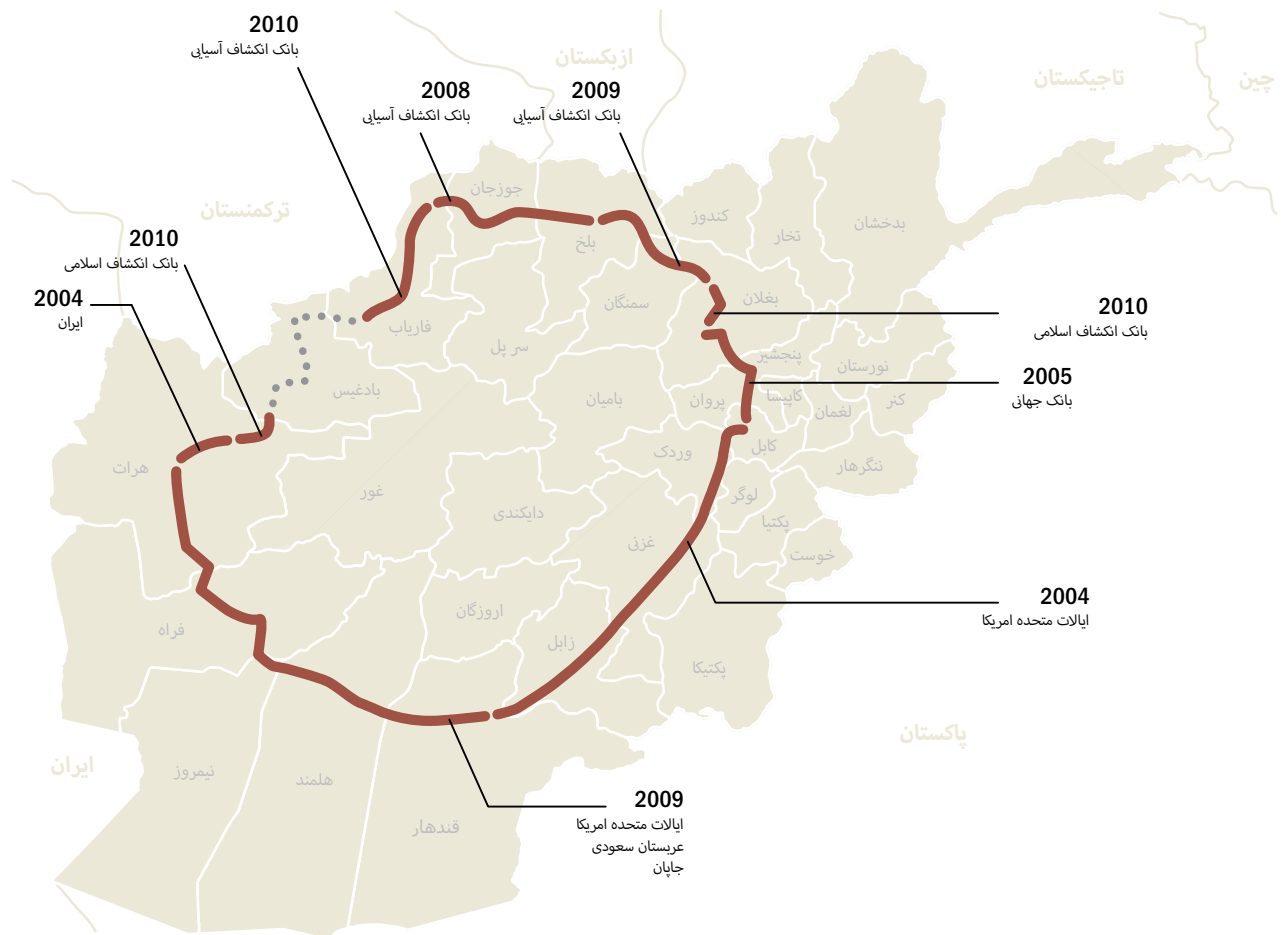 2010
بانک انکشاف آسیایی
2008
بانک انکشاف آسیایی
2009
بانک انکشاف آسیایی
ازبکستان
تاجیکستان
چین
ترکمنستان
2010
بانک انکشاف اسلامی
2004
ایران
جوزجان
بلخ
کندوز
تخار
بدخشان
فاریاب
سر پل
سمنگان
بغلان
2010
بانک انکشاف اسلامی
بادغیس
بامیان
پروان
پنجشیر
کاپیسا
نورستان
لغمان
کنر
2005
بانک جهانی
هرات
غور
دایکندی
وردک
کابل
ننگرهار
لوگر
پکتیا
خوست
غزنی
2004
ایالات متحده امریکا
فراه
اروزگان
زابل
پکتیکا
پاکستان
ایران
نیمروز
هلمند
قندهار
2009
ایالات متحده امریکا
عربستان سعودی
جاپان